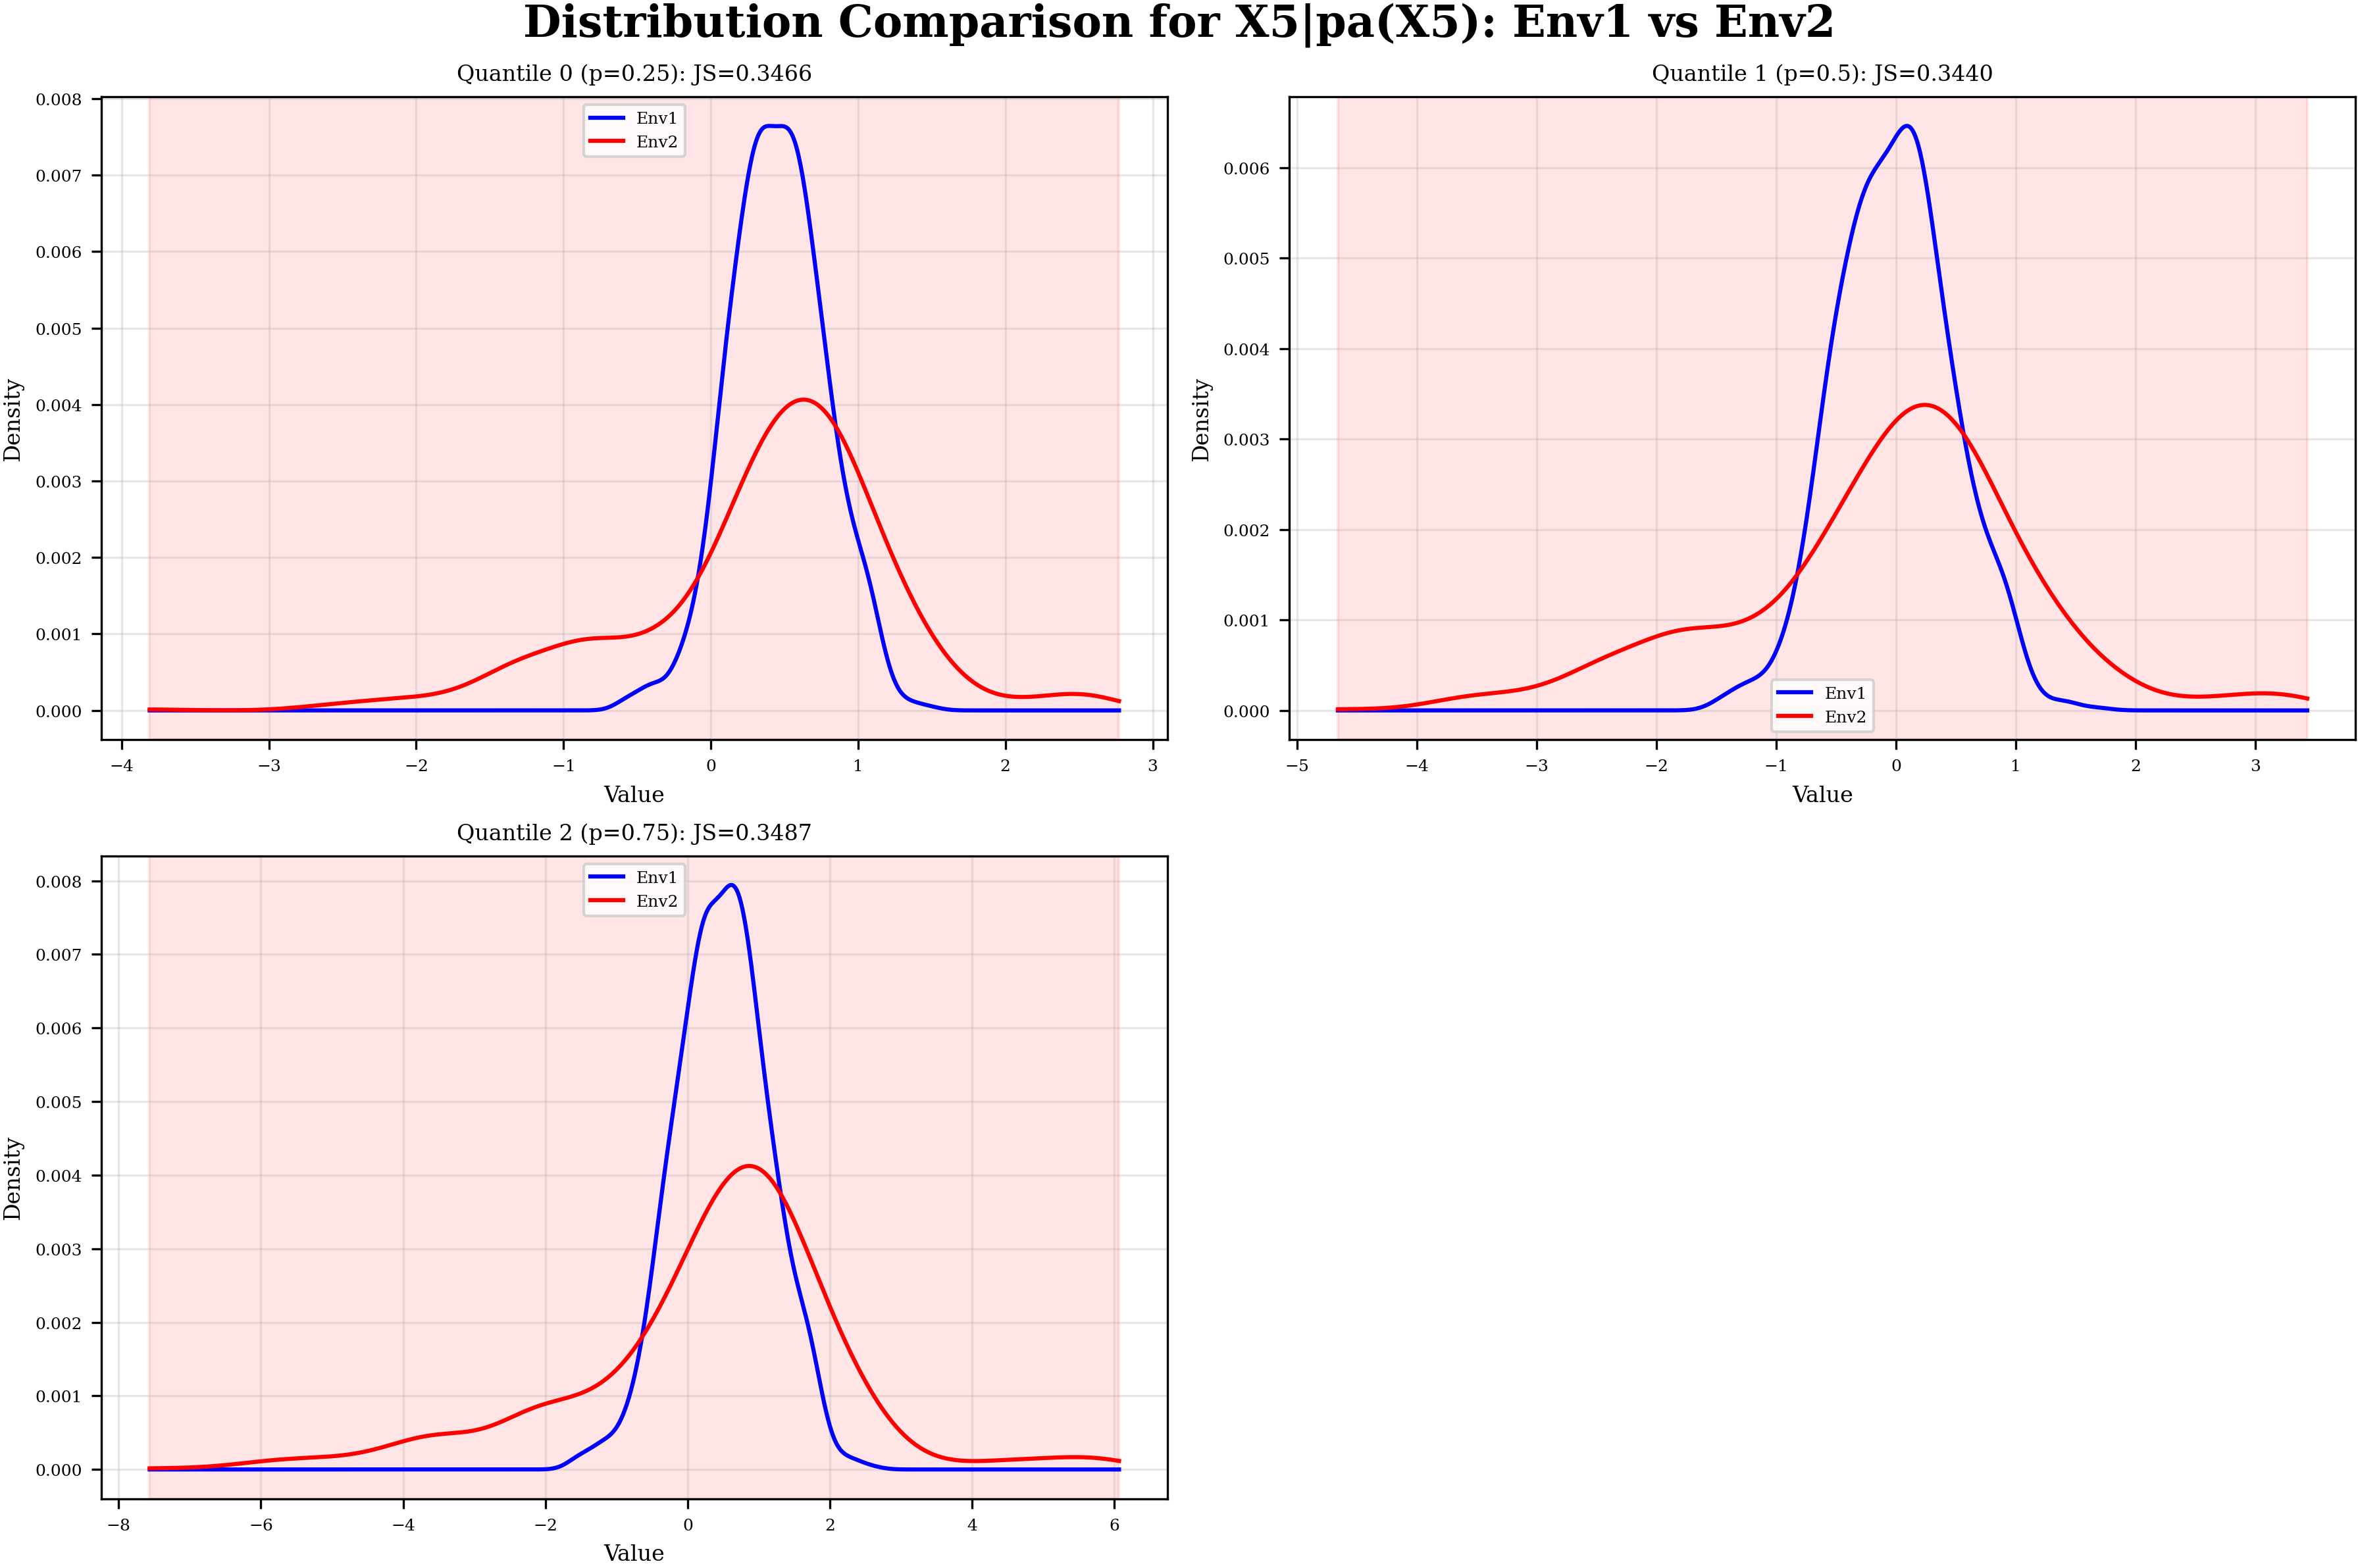 Distribution Comparison for X5|pa(X5): Env1 vs Env2
Quantile 0 (p=0.25): JS=0.3466
Density
0.008
0.007
0.006
0.005
0.004
0.003
0.002
0.001
0.000
Env1
Env2
−4 −3 −2 −1 0 1 2 3
Value
Quantile 1 (p=0.5): JS=0.3440
Density
0.006
0.005
0.004
0.003
0.002
0.001
0.000
Env1
Env2
−5 −4 −3 −2 −1 0 1 2 3
Value
Quantile 2 (p=0.75): JS=0.3487
Density
0.008
0.007
0.006
0.005
0.004
0.003
0.002
0.001
0.000
Env1
Env2
−8 −6 −4 −2 0 2 4 6
Value